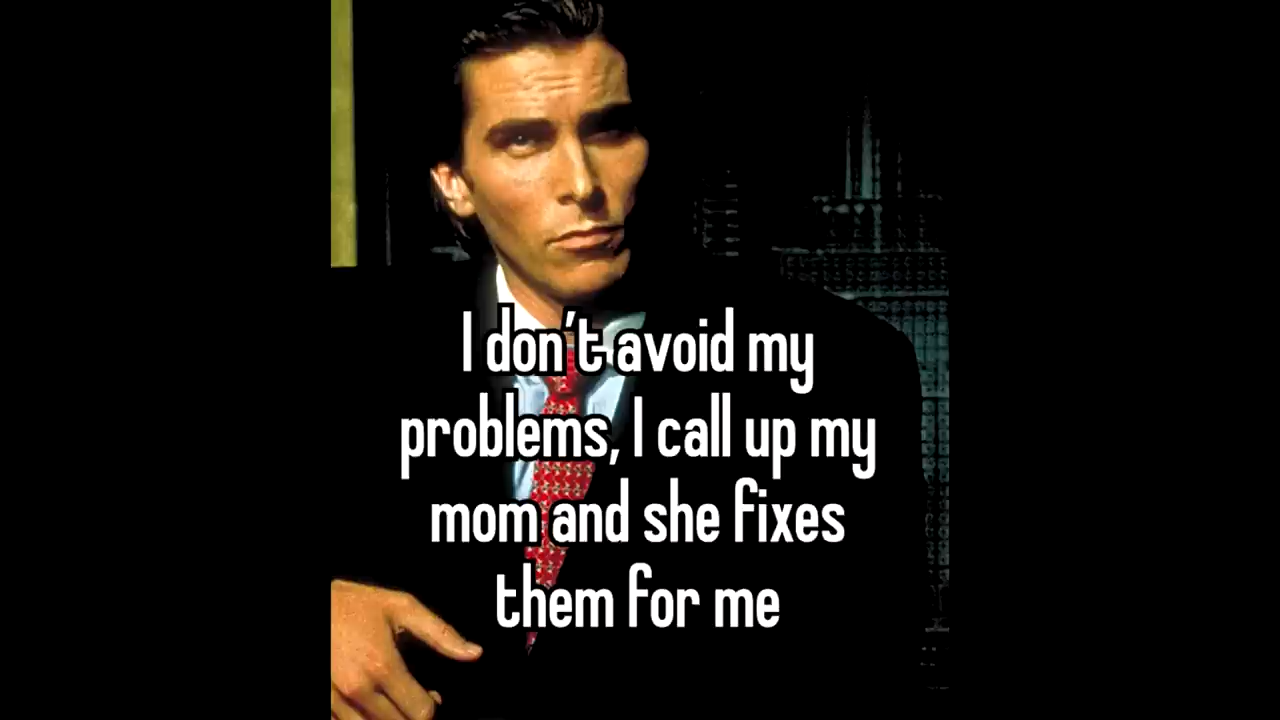 I don't avoid my
problems, I call up my
mom and she fixes
them for me